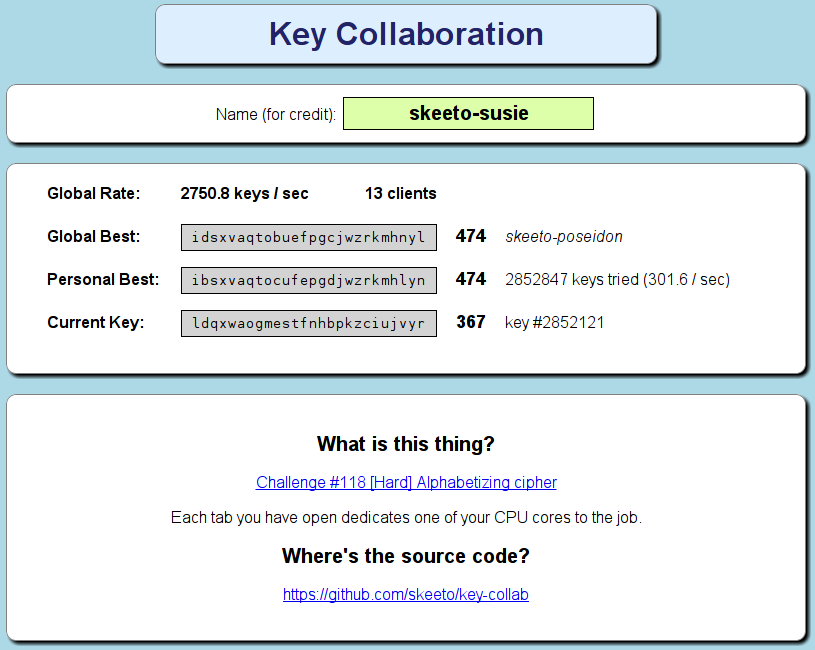 Key Collaboration
Name (for credit): skeeto-susie
Global Rate: 2750.8 keys / sec 13 clients
Global Best: idsxvaqtobuefpgcjwzrkmhnyl 474 skeeto-poseidon
Personal Best: ibsxvaqtocufepgdjwzrkmhlyn 474 2852847 keys tried (301.6 / sec)
Current Key: ldqxwaogmestfnhbpkzciujvyr 367 key #2852121
What is this thing?
Challenge #118 [Hard] Alphabetizing cipher
Each tab you have open dedicates one of your CPU cores to the job.
Where's the source code?
https://github.com/skeeto/key-collab